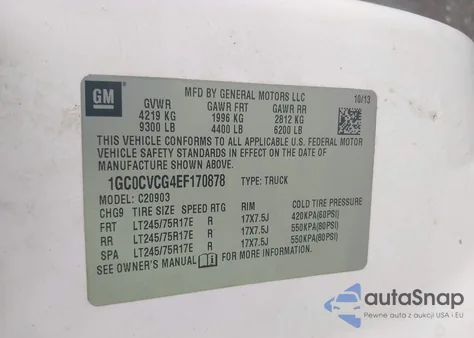 GM
MFD BY GENERAL MOTORS LLC
10/13
GVWR GAWR FRT GAWR RR
4219 KG 1996 KG 2812 KG
9300 LB 4400 LB 6200 LB
THIS VEHICLE CONFORMS TO ALL APPLICABLE U.S. FEDERAL MOTOR
VEHICLE SAFETY STANDARDS IN EFFECT ON THE DATE OF
MANUFACTURE SHOWN ABOVE.
1GC0CVCG4EF170878 TYPE: TRUCK
MODEL: C20903
CHG9 TIRE SIZE SPEED RTG RIM COLD TIRE PRESSURE
FRT LT245/75R17E R 17X7.5J 420KPA(60PSI)
RR LT245/75R17E R 17X7.5J 550KPA(80PSI)
SPA LT245/75R17E R 17X7.5J 550KPA(80PSI)
SEE OWNER'S MANUAL FOR MORE INFORMATION.
autoSnap
Pewne auta z aukcji USA i EU